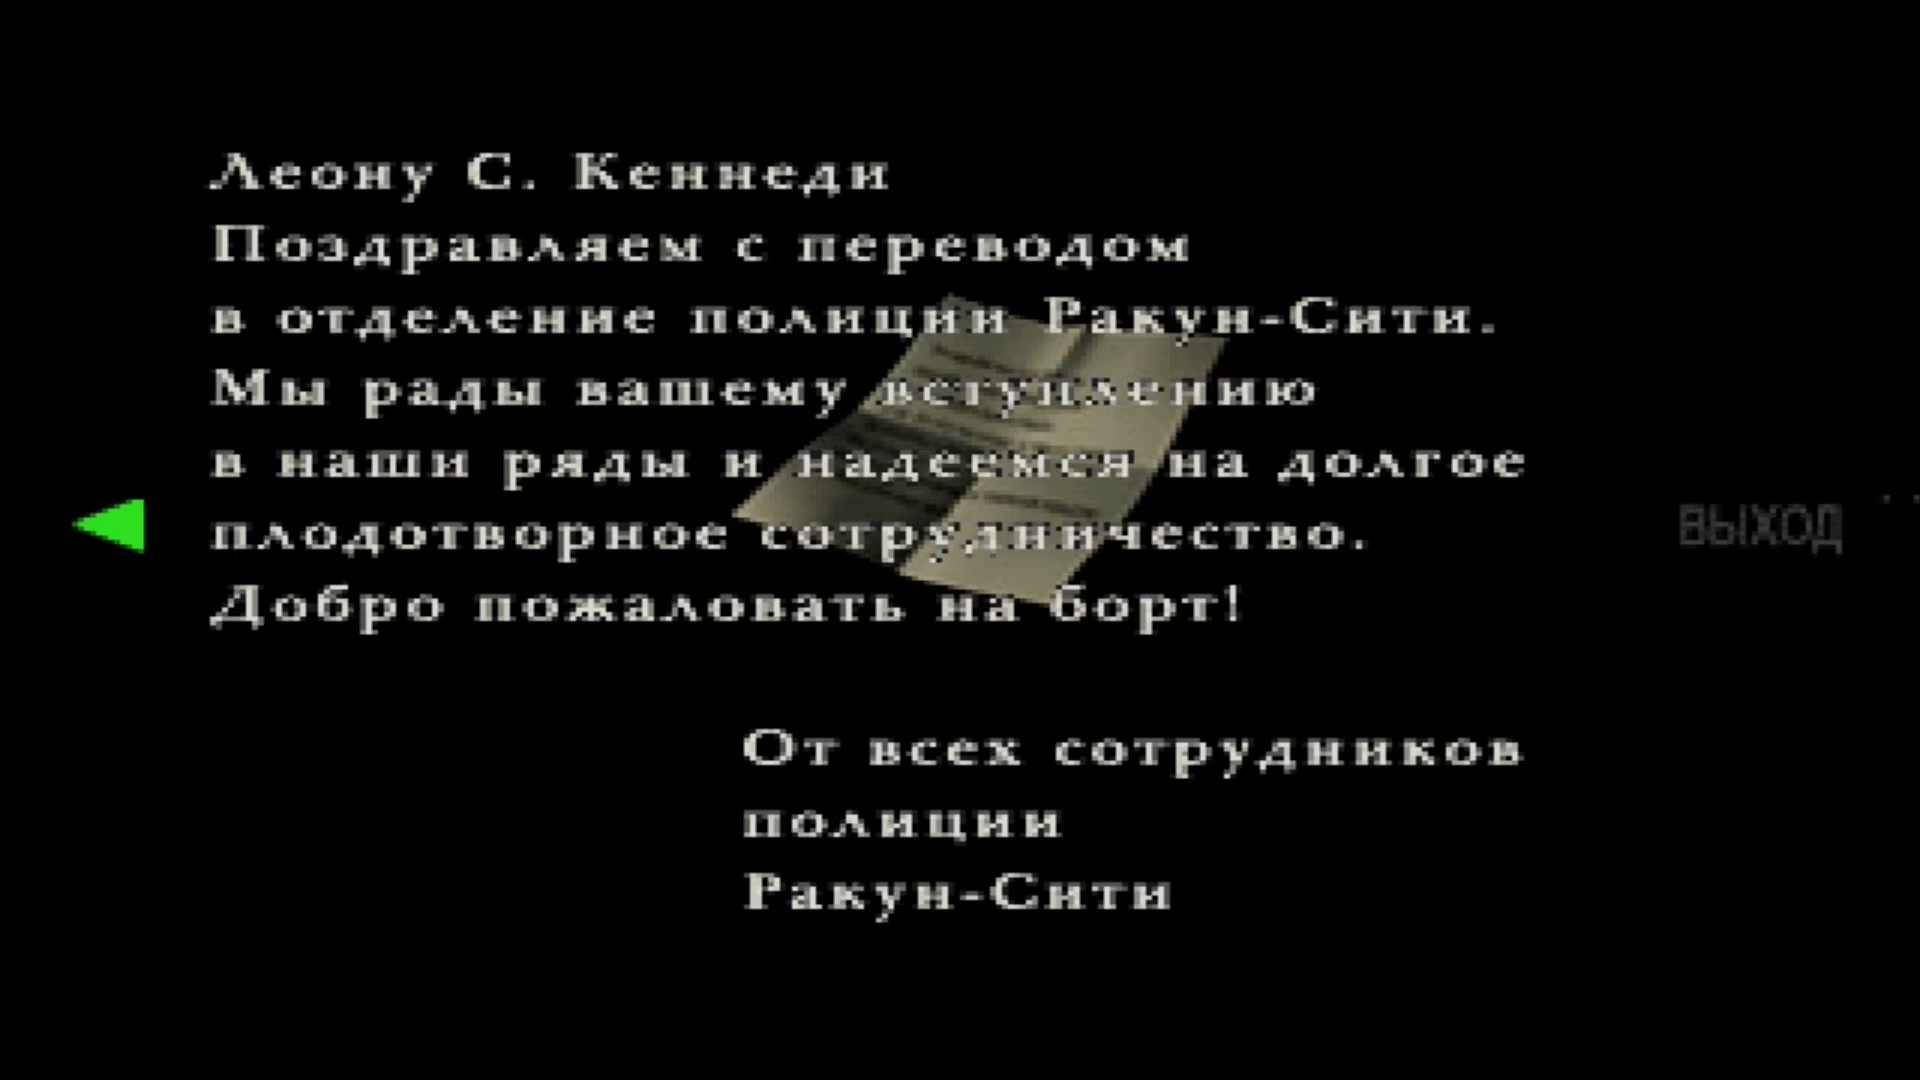 Леону С. Кеннеди
Поздравляем с переводом
в отделение полиции Ракун-Сити.
Мы рады вашему вступлению
в наши ряды и надеемся на долгое
плодотворное сотрудничество.
Добро пожаловать на борт!
От всех сотрудников
полиции
Ракун-Сити
ВЫХОД